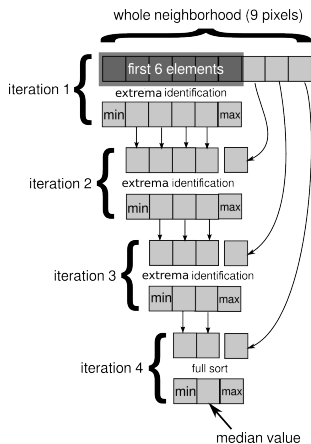 whole neighborhood (9 pixels)
first 6 elements
iteration 1
extrema identification
min max
iteration 2
extrema identification
min max
iteration 3
extrema identification
min max
iteration 4
full sort
min max
median value